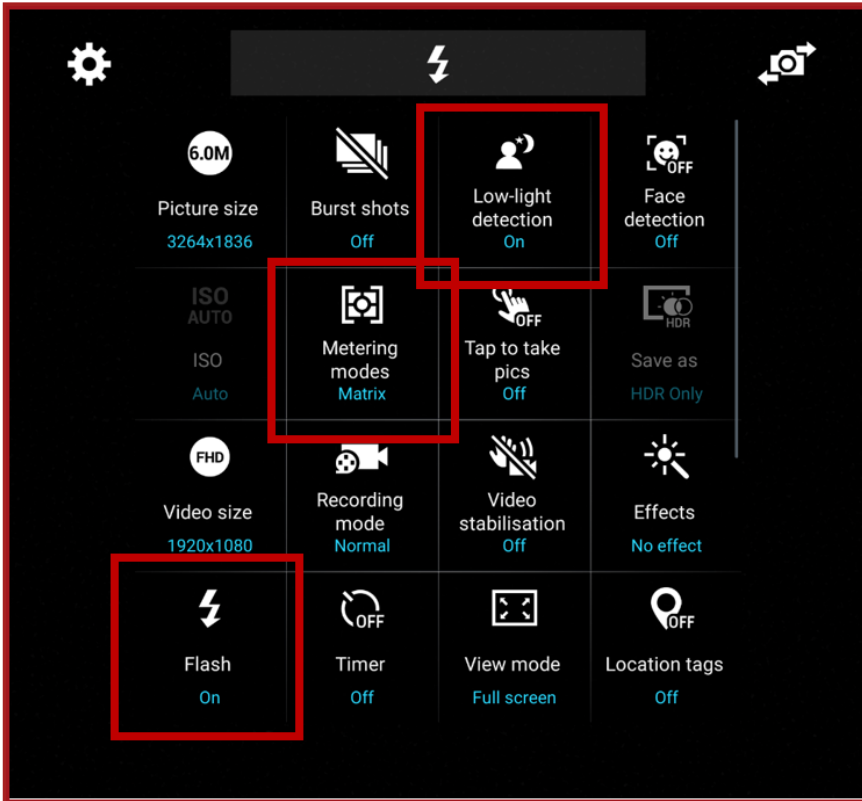 6.0M
Picture size
3264x1836
Burst shots
Off
Low-light
detection
On
OFF
Face
detection
Off
ISO
AUTO
ISO
Auto
Metering
modes
Matrix
OFF
Tap to take
pics
Off
HDR
Save as
HDR Only
FHD
Video size
1920x1080
Recording
mode
Normal
Video
stabilisation
Off
Effects
No effect
Flash
On
OFF
Timer
Off
View mode
Full screen
OFF
Location tags
Off